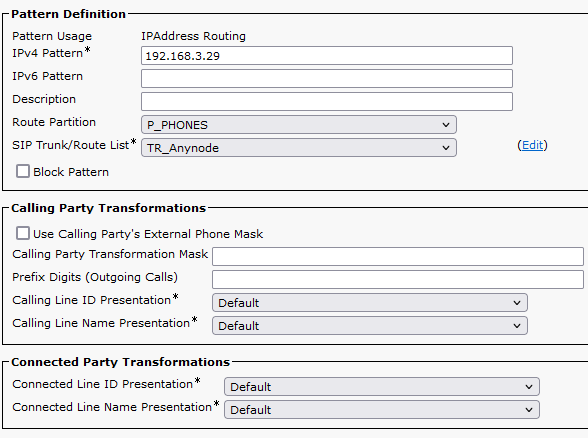 Pattern Definition
Pattern Usage IPAddress Routing
IPv4 Pattern* 192.168.3.29
IPv6 Pattern
Description
Route Partition P_PHONES
SIP Trunk/Route List* TR_Anynode (Edit)
Block Pattern
Calling Party Transformations
Use Calling Party's External Phone Mask
Calling Party Transformation Mask
Prefix Digits (Outgoing Calls)
Calling Line ID Presentation* Default
Calling Line Name Presentation* Default
Connected Party Transformations
Connected Line ID Presentation* Default
Connected Line Name Presentation* Default